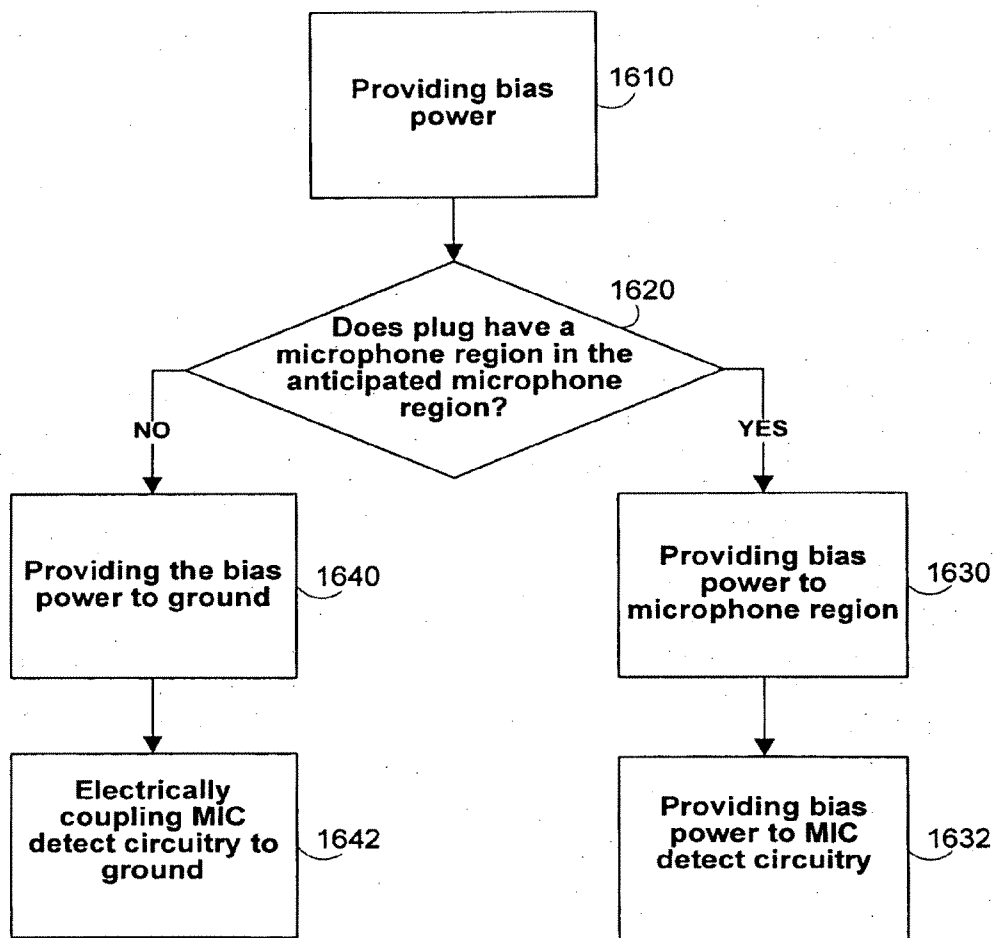 Providing bias
power
1610
1620
Does plug have a
microphone region in the
anticipated microphone
region?
NO
YES
Providing the bias
power to ground
1640
Providing bias
power to
microphone region
1630
Electrically
coupling MIC
detect circuitry to
ground
1642
Providing bias
power to MIC
detect circuitry
1632